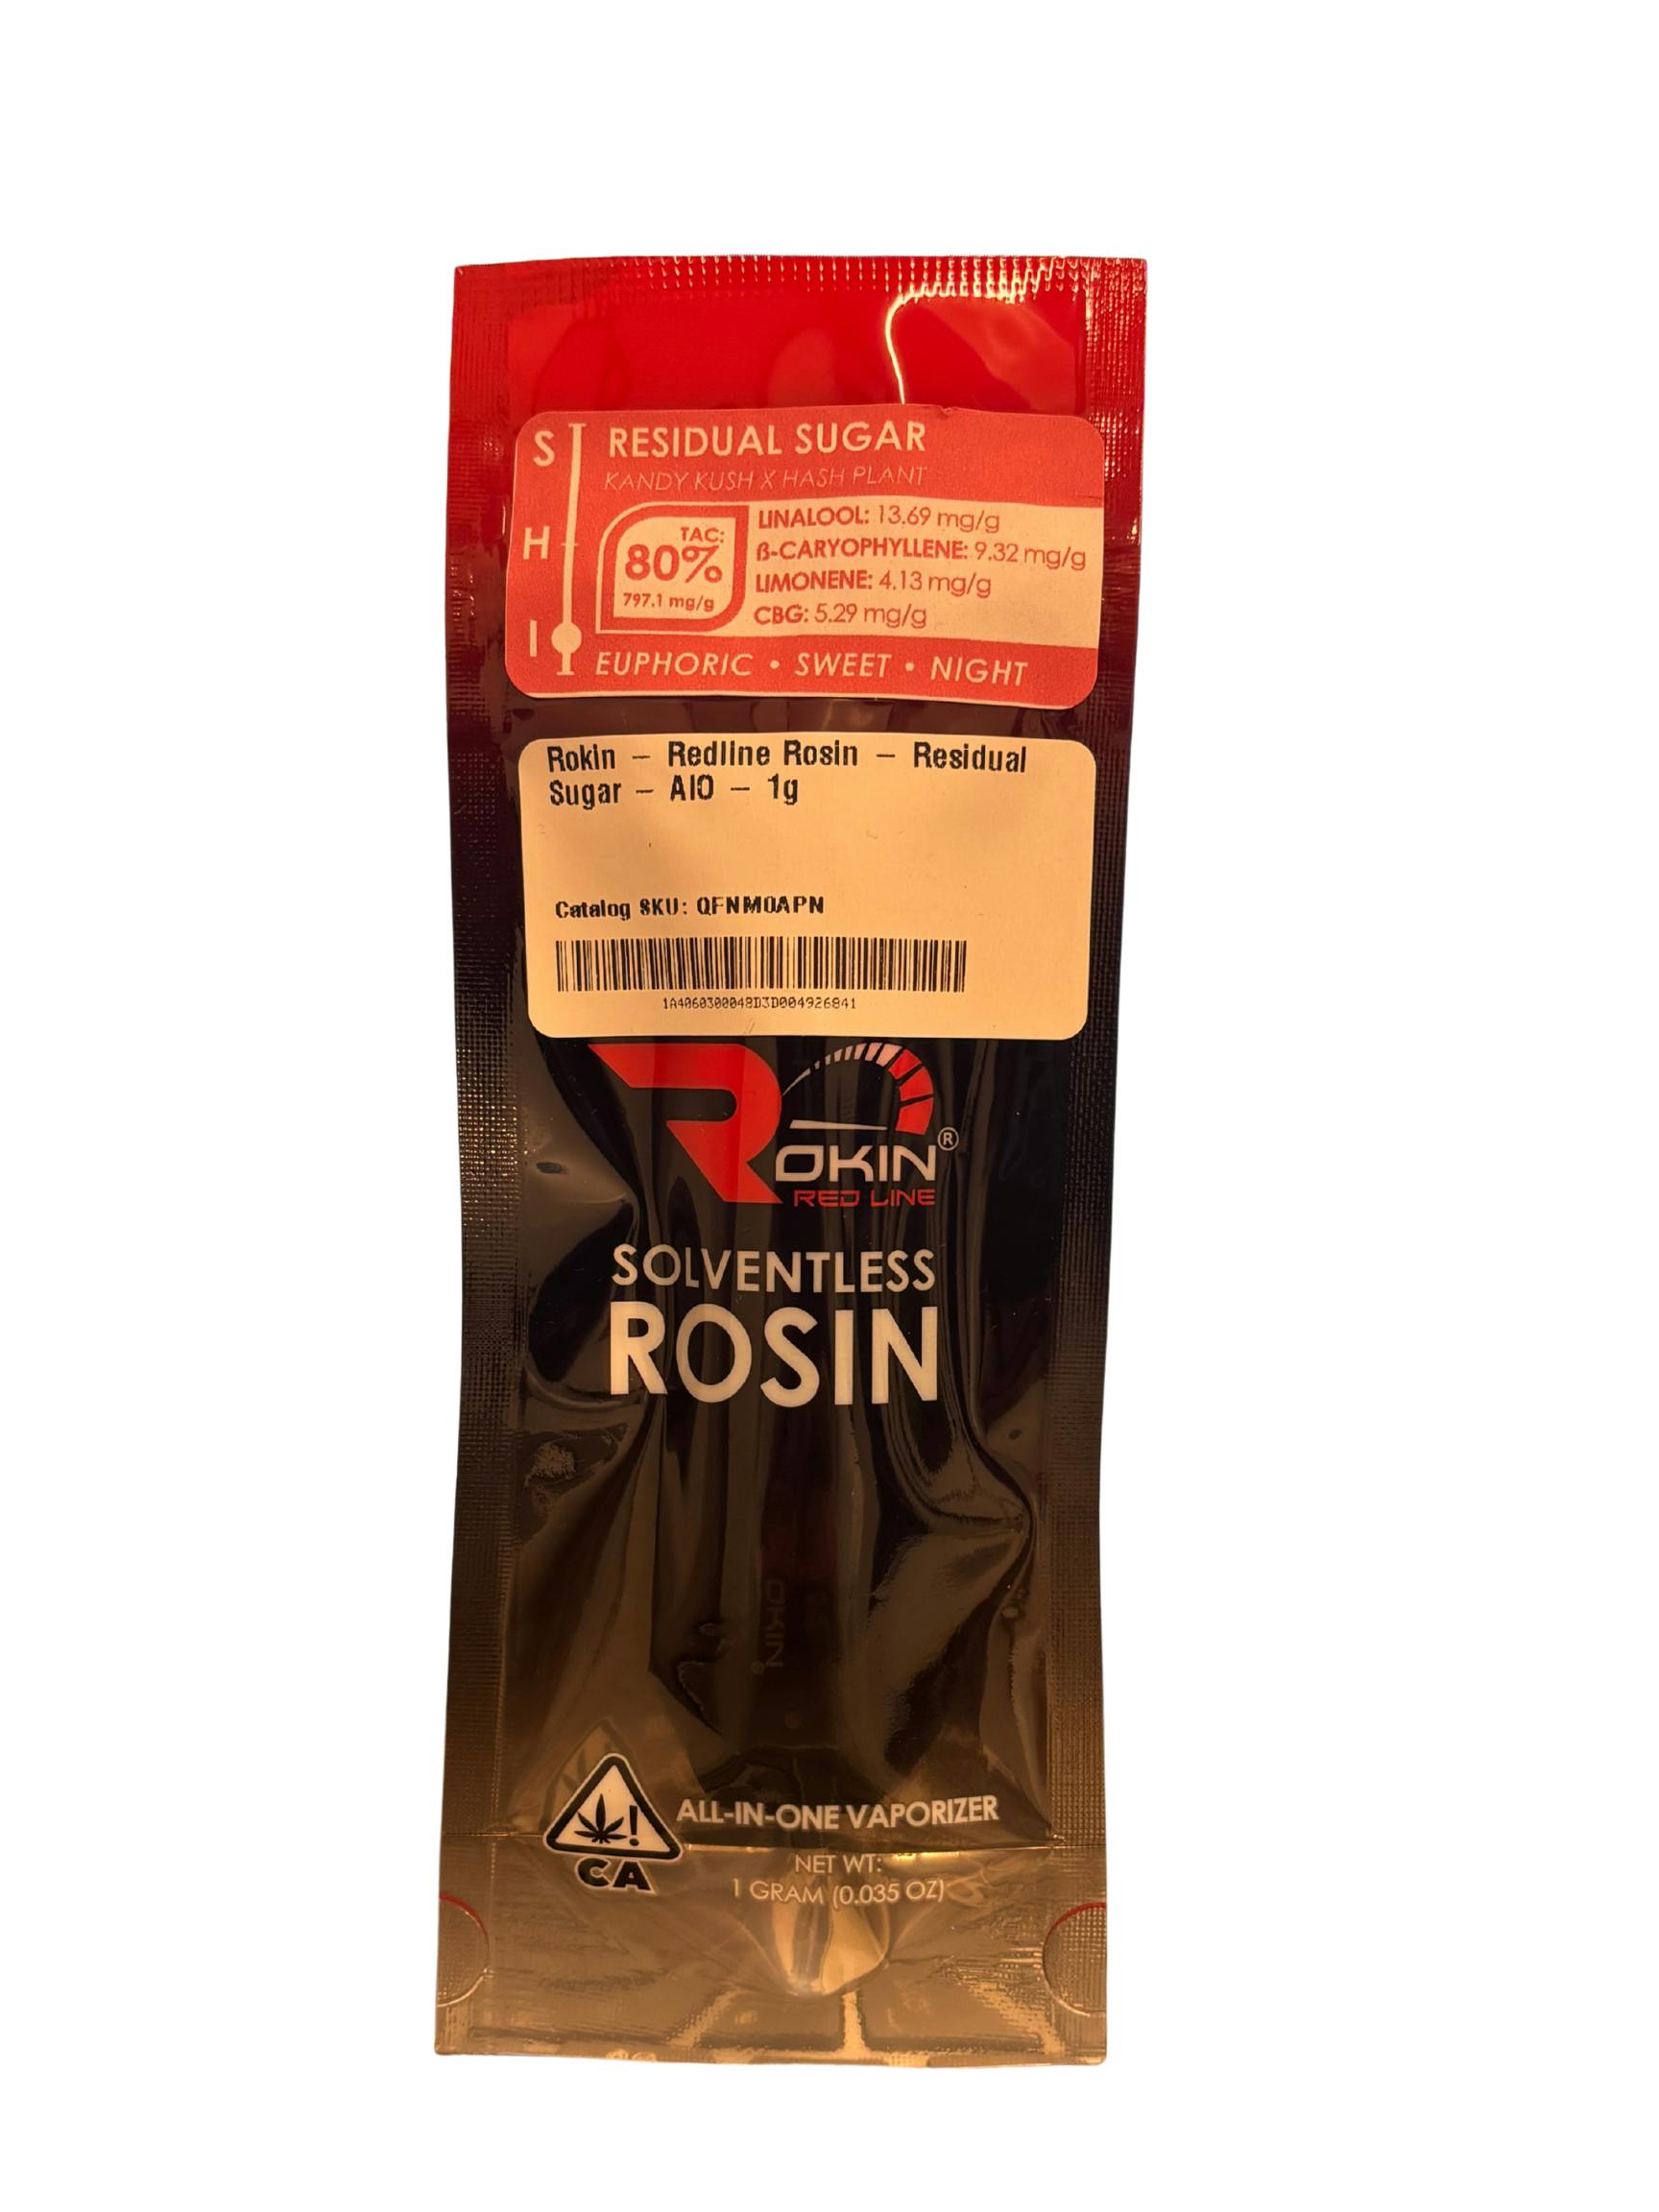 S
RESIDUAL SUGAR
KANDY KUSH X HASH PLANT
H
TAC:
80%
797.1 mg/g
LINALOOL: 13.69 mg/g
ß-CARYOPHYLLENE: 9.32 mg/g
LIMONENE: 4.13 mg/g
CBG: 5.29 mg/g
I
EUPHORIC • SWEET • NIGHT
Rokin – Redline Rosin – Residual
Sugar – AIO – 1g
Catalog SKU: QFNM0APN
1A4060300048D3D004926841
ROKIN®
RED LINE
SOLVENTLESS
ROSIN
OKIN
ALL-IN-ONE VAPORIZER
CA
NET WT:
1 GRAM (0.035 OZ)